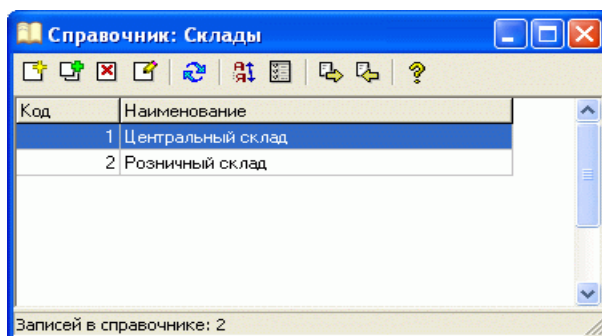 Справочник: Склады
Код Наименование
1 Центральный склад
2 Розничный склад
Записей в справочнике: 2